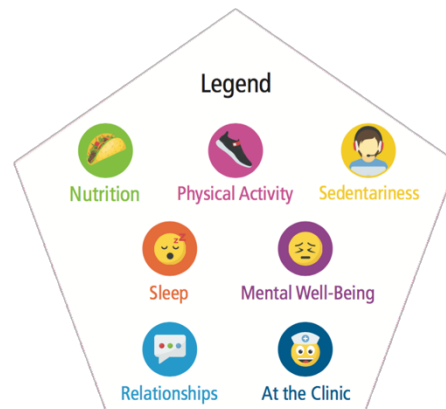 Legend
Nutrition Physical Activity Sedentariness
Sleep Mental Well-Being
Relationships At the Clinic